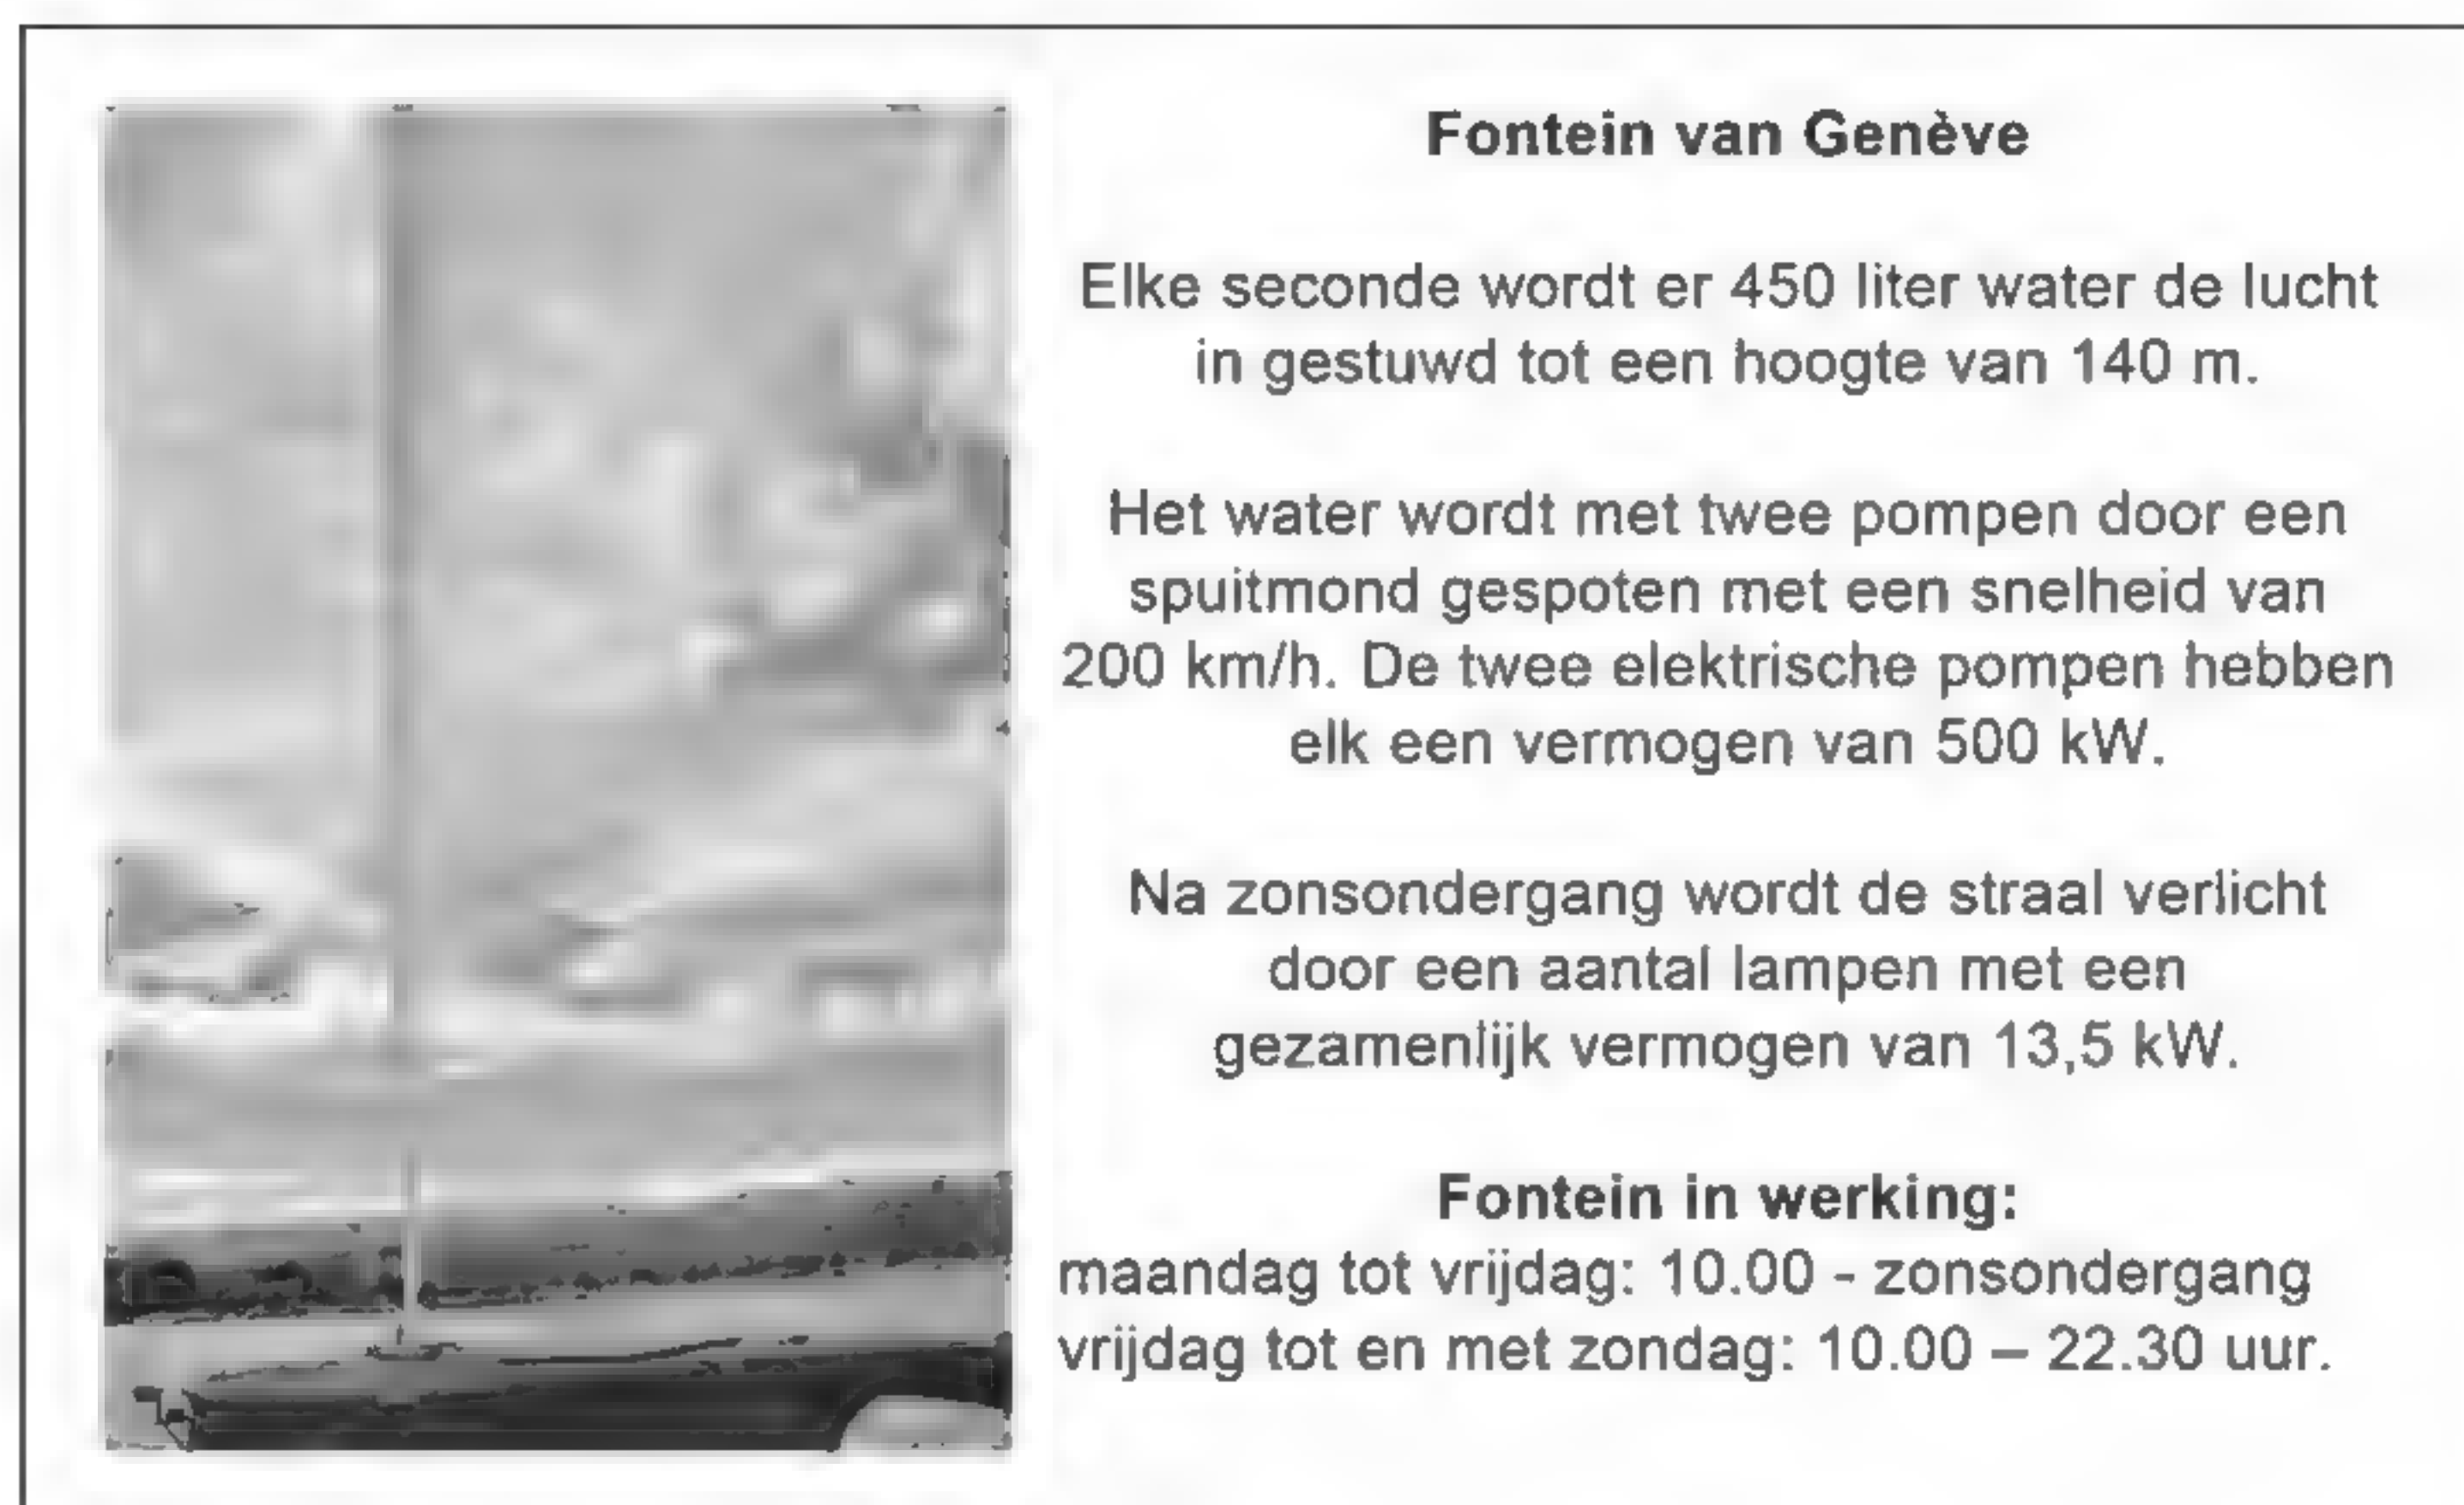 Fontein van Genève
Elke seconde wordt er 450 liter water de lucht
in gestuwd tot een hoogte van 140 m.
Het water wordt met twee pompen door een
spuitmond gespoten met een snelheid van
200 km/h. De twee elektrische pompen hebben
elk een vermogen van 500 kW.
Na zonsondergang wordt de straal verlicht
door een aantal lampen met een
gezamenlijk vermogen van 13,5 kW.
Fontein in werking:
maandag tot vrijdag: 10.00 - zonsondergang
vrijdag tot en met zondag: 10.00 – 22.30 uur.